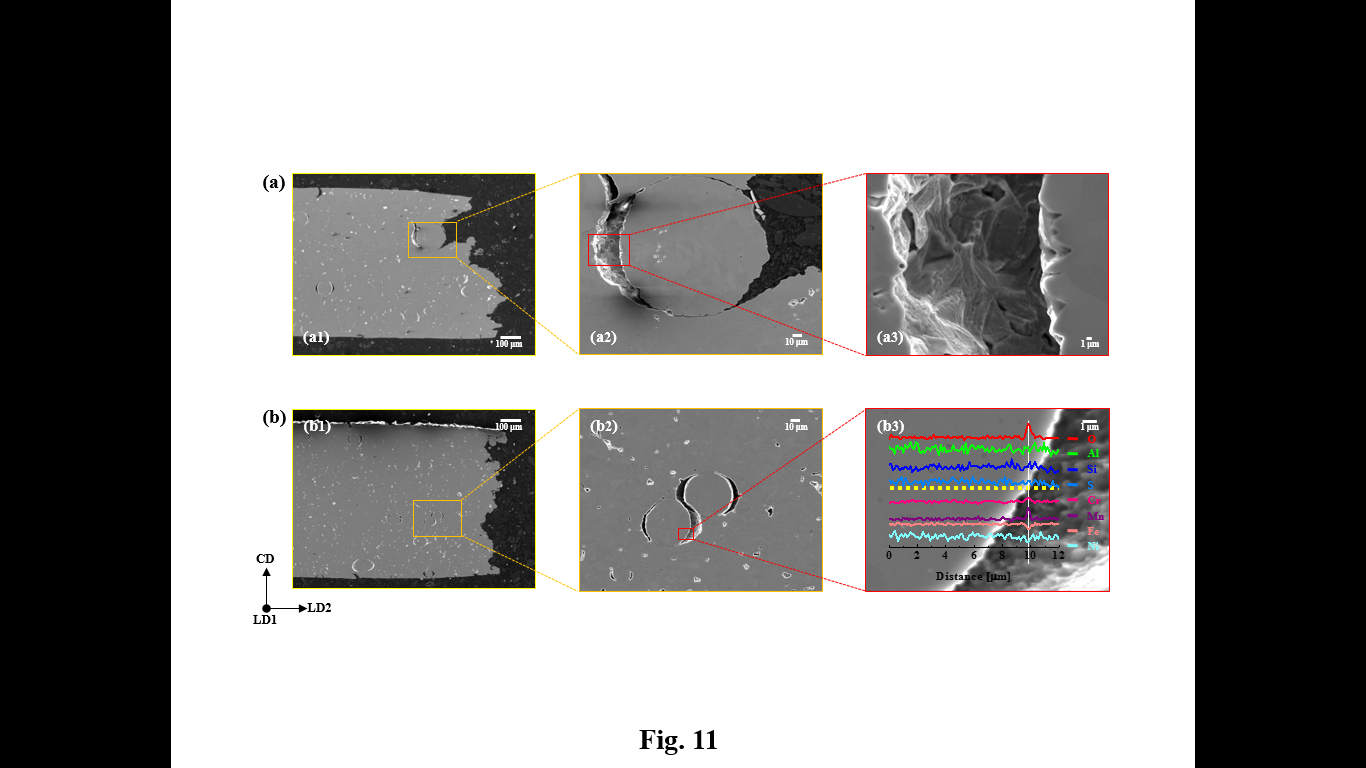 (a)
(a1)
100 μm
(a2)
10 μm
(a3)
1 μm
(b)
(b1)
100 μm
(b2)
10 μm
(b3)
1 μm
O
Al
Si
S
Mn
Fe
Ni
0 2 4 6 8 10 12
Distance [μm]
CD
LD2
LD1
Fig. 11